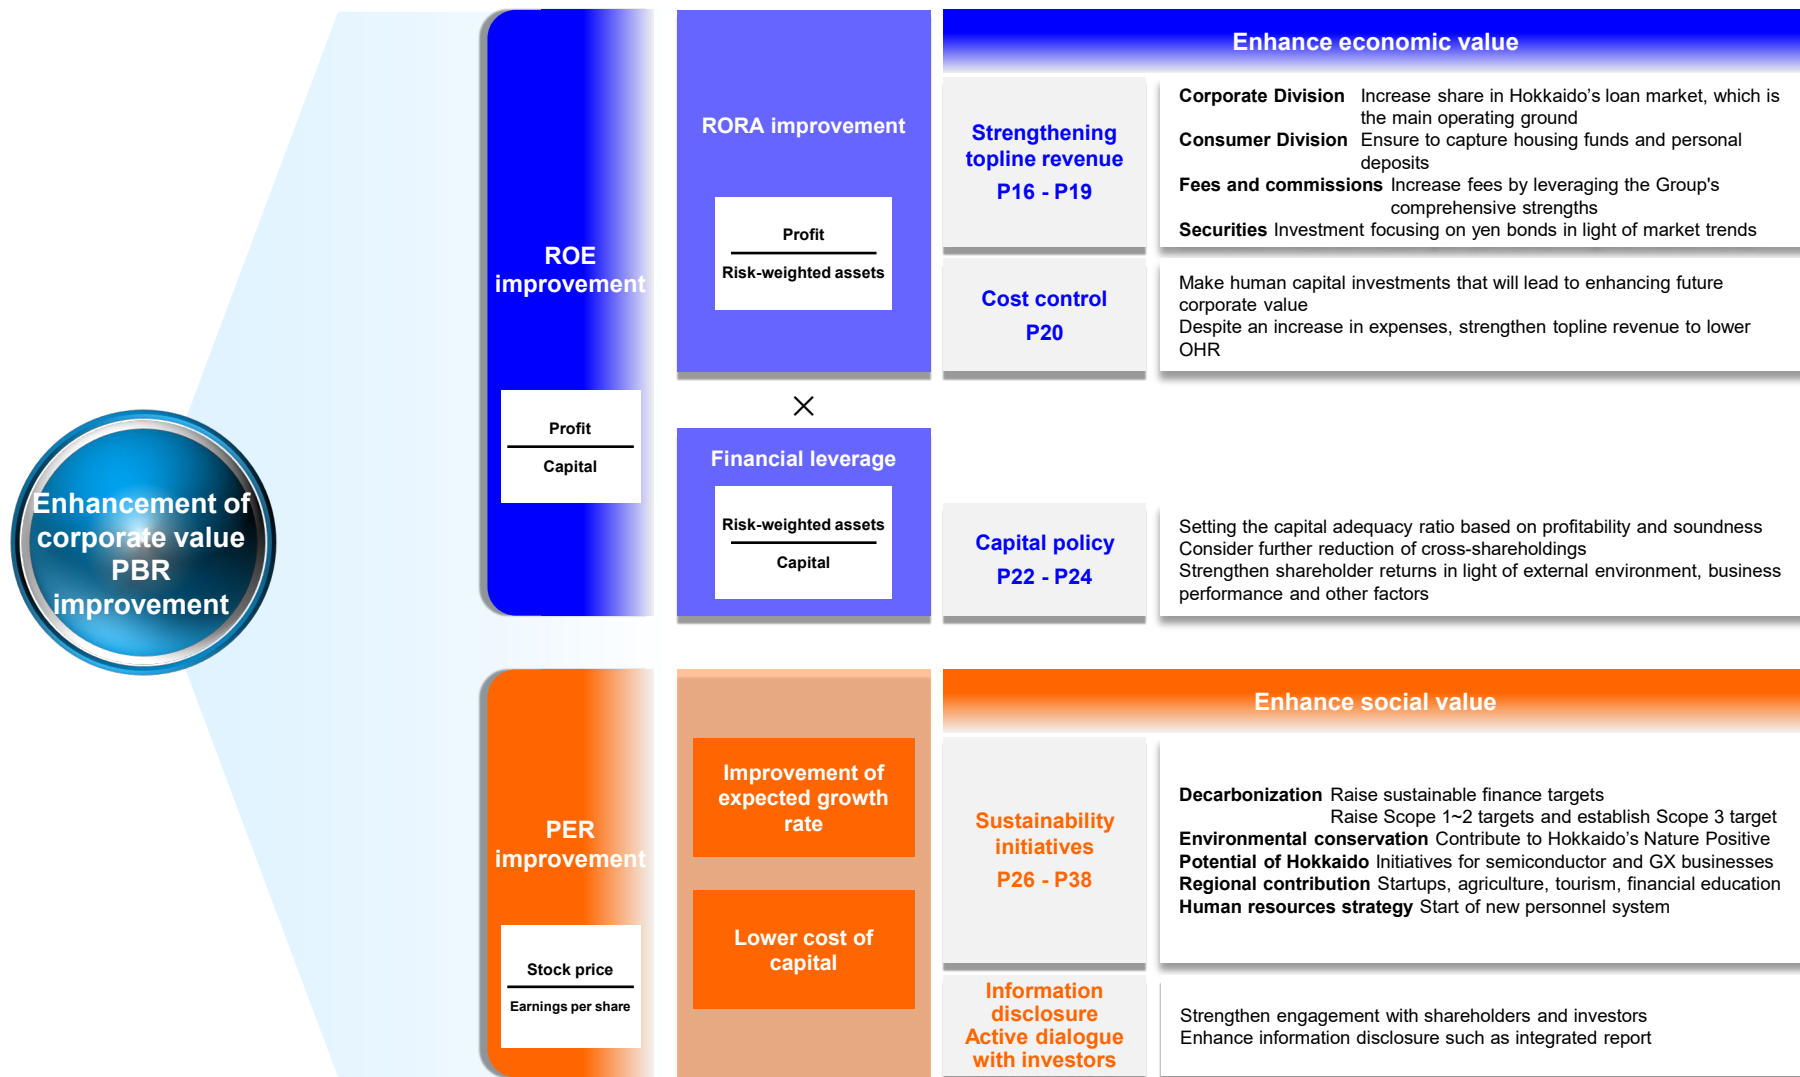 Enhancement of
corporate value
PBR
improvement
ROE
improvement
Profit
Capital
RORA improvement
Profit
Risk-weighted assets
×
Financial leverage
Risk-weighted assets
Capital
Enhance economic value
Strengthening
topline revenue
P16 - P19
Corporate Division Increase share in Hokkaido’s loan market, which is
the main operating ground
Consumer Division Ensure to capture housing funds and personal
deposits
Fees and commissions Increase fees by leveraging the Group's
comprehensive strengths
Securities Investment focusing on yen bonds in light of market trends
Cost control
P20
Make human capital investments that will lead to enhancing future
corporate value
Despite an increase in expenses, strengthen topline revenue to lower
OHR
Capital policy
P22 - P24
Setting the capital adequacy ratio based on profitability and soundness
Consider further reduction of cross-shareholdings
Strengthen shareholder returns in light of external environment, business
performance and other factors
PER
improvement
Stock price
Earnings per share
Improvement of
expected growth
rate
Lower cost of
capital
Enhance social value
Sustainability
initiatives
P26 - P38
Decarbonization Raise sustainable finance targets
Raise Scope 1~2 targets and establish Scope 3 target
Environmental conservation Contribute to Hokkaido’s Nature Positive
Potential of Hokkaido Initiatives for semiconductor and GX businesses
Regional contribution Startups, agriculture, tourism, financial education
Human resources strategy Start of new personnel system
Information
disclosure
Active dialogue
with investors
Strengthen engagement with shareholders and investors
Enhance information disclosure such as integrated report